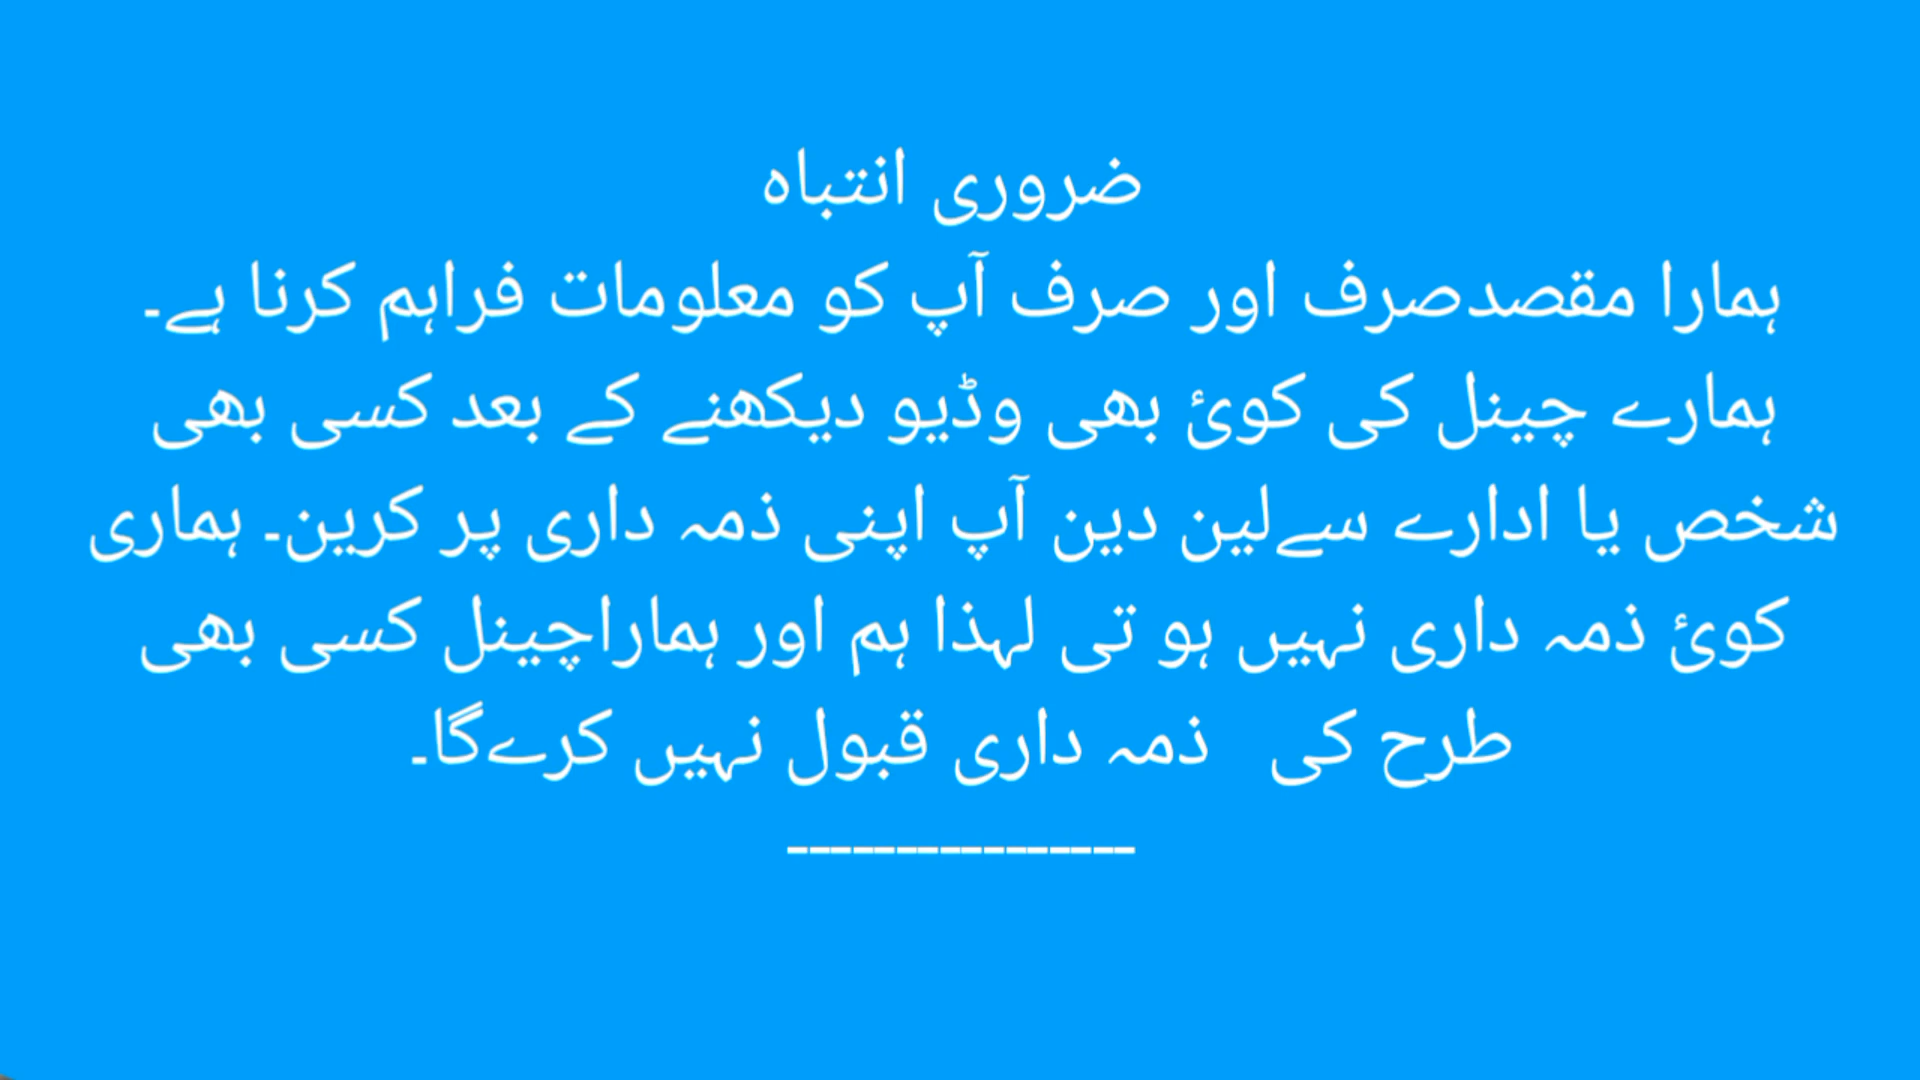 ضروری انتباہ
ہمارا مقصدصرف اور صرف آپ کو معلومات فراہم کرنا ہے۔
ہمارے چینل کی کوئ بھی وڈیو دیکھنے کے بعد کسی بھی
شخص یا ادارے سےلین دین آپ اپنی ذمہ داری پر کرین۔ ہماری
کوئ ذمہ داری نہیں ہو تی لہذا ہم اور ہماراچینل کسی بھی
طرح کی   ذمہ داری قبول نہیں کرےگا۔
----------------